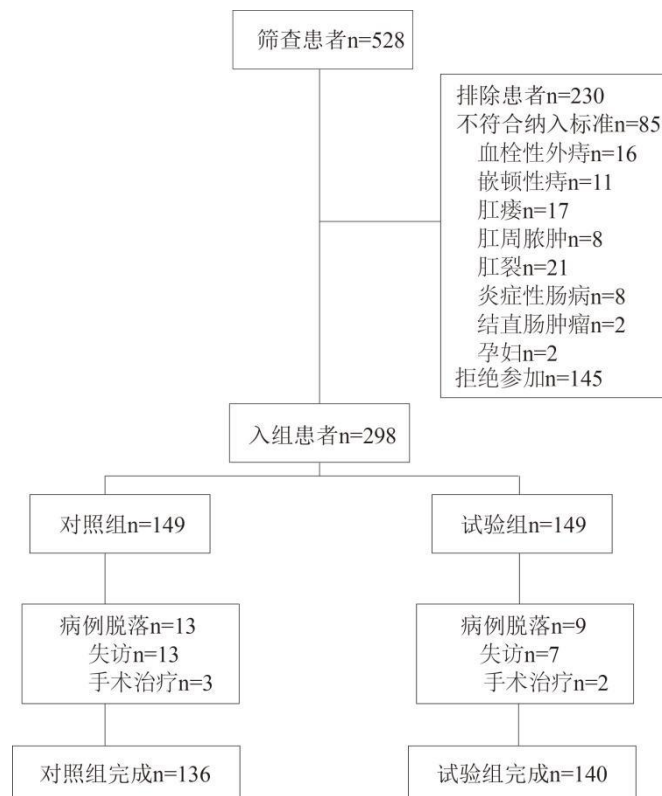 筛查患者n=528
排除患者n=230
不符合纳入标准n=85
血栓性外痔n=16
嵌顿性痔n=11
肛瘘n=17
肛周脓肿n=8
肛裂n=21
炎症性肠病n=8
结直肠肿瘤n=2
孕妇n=2
拒绝参加n=145
入组患者n=298
对照组n=149
试验组n=149
病例脱落n=13
失访n=13
手术治疗n=3
病例脱落n=9
失访n=7
手术治疗n=2
对照组完成n=136
试验组完成n=140